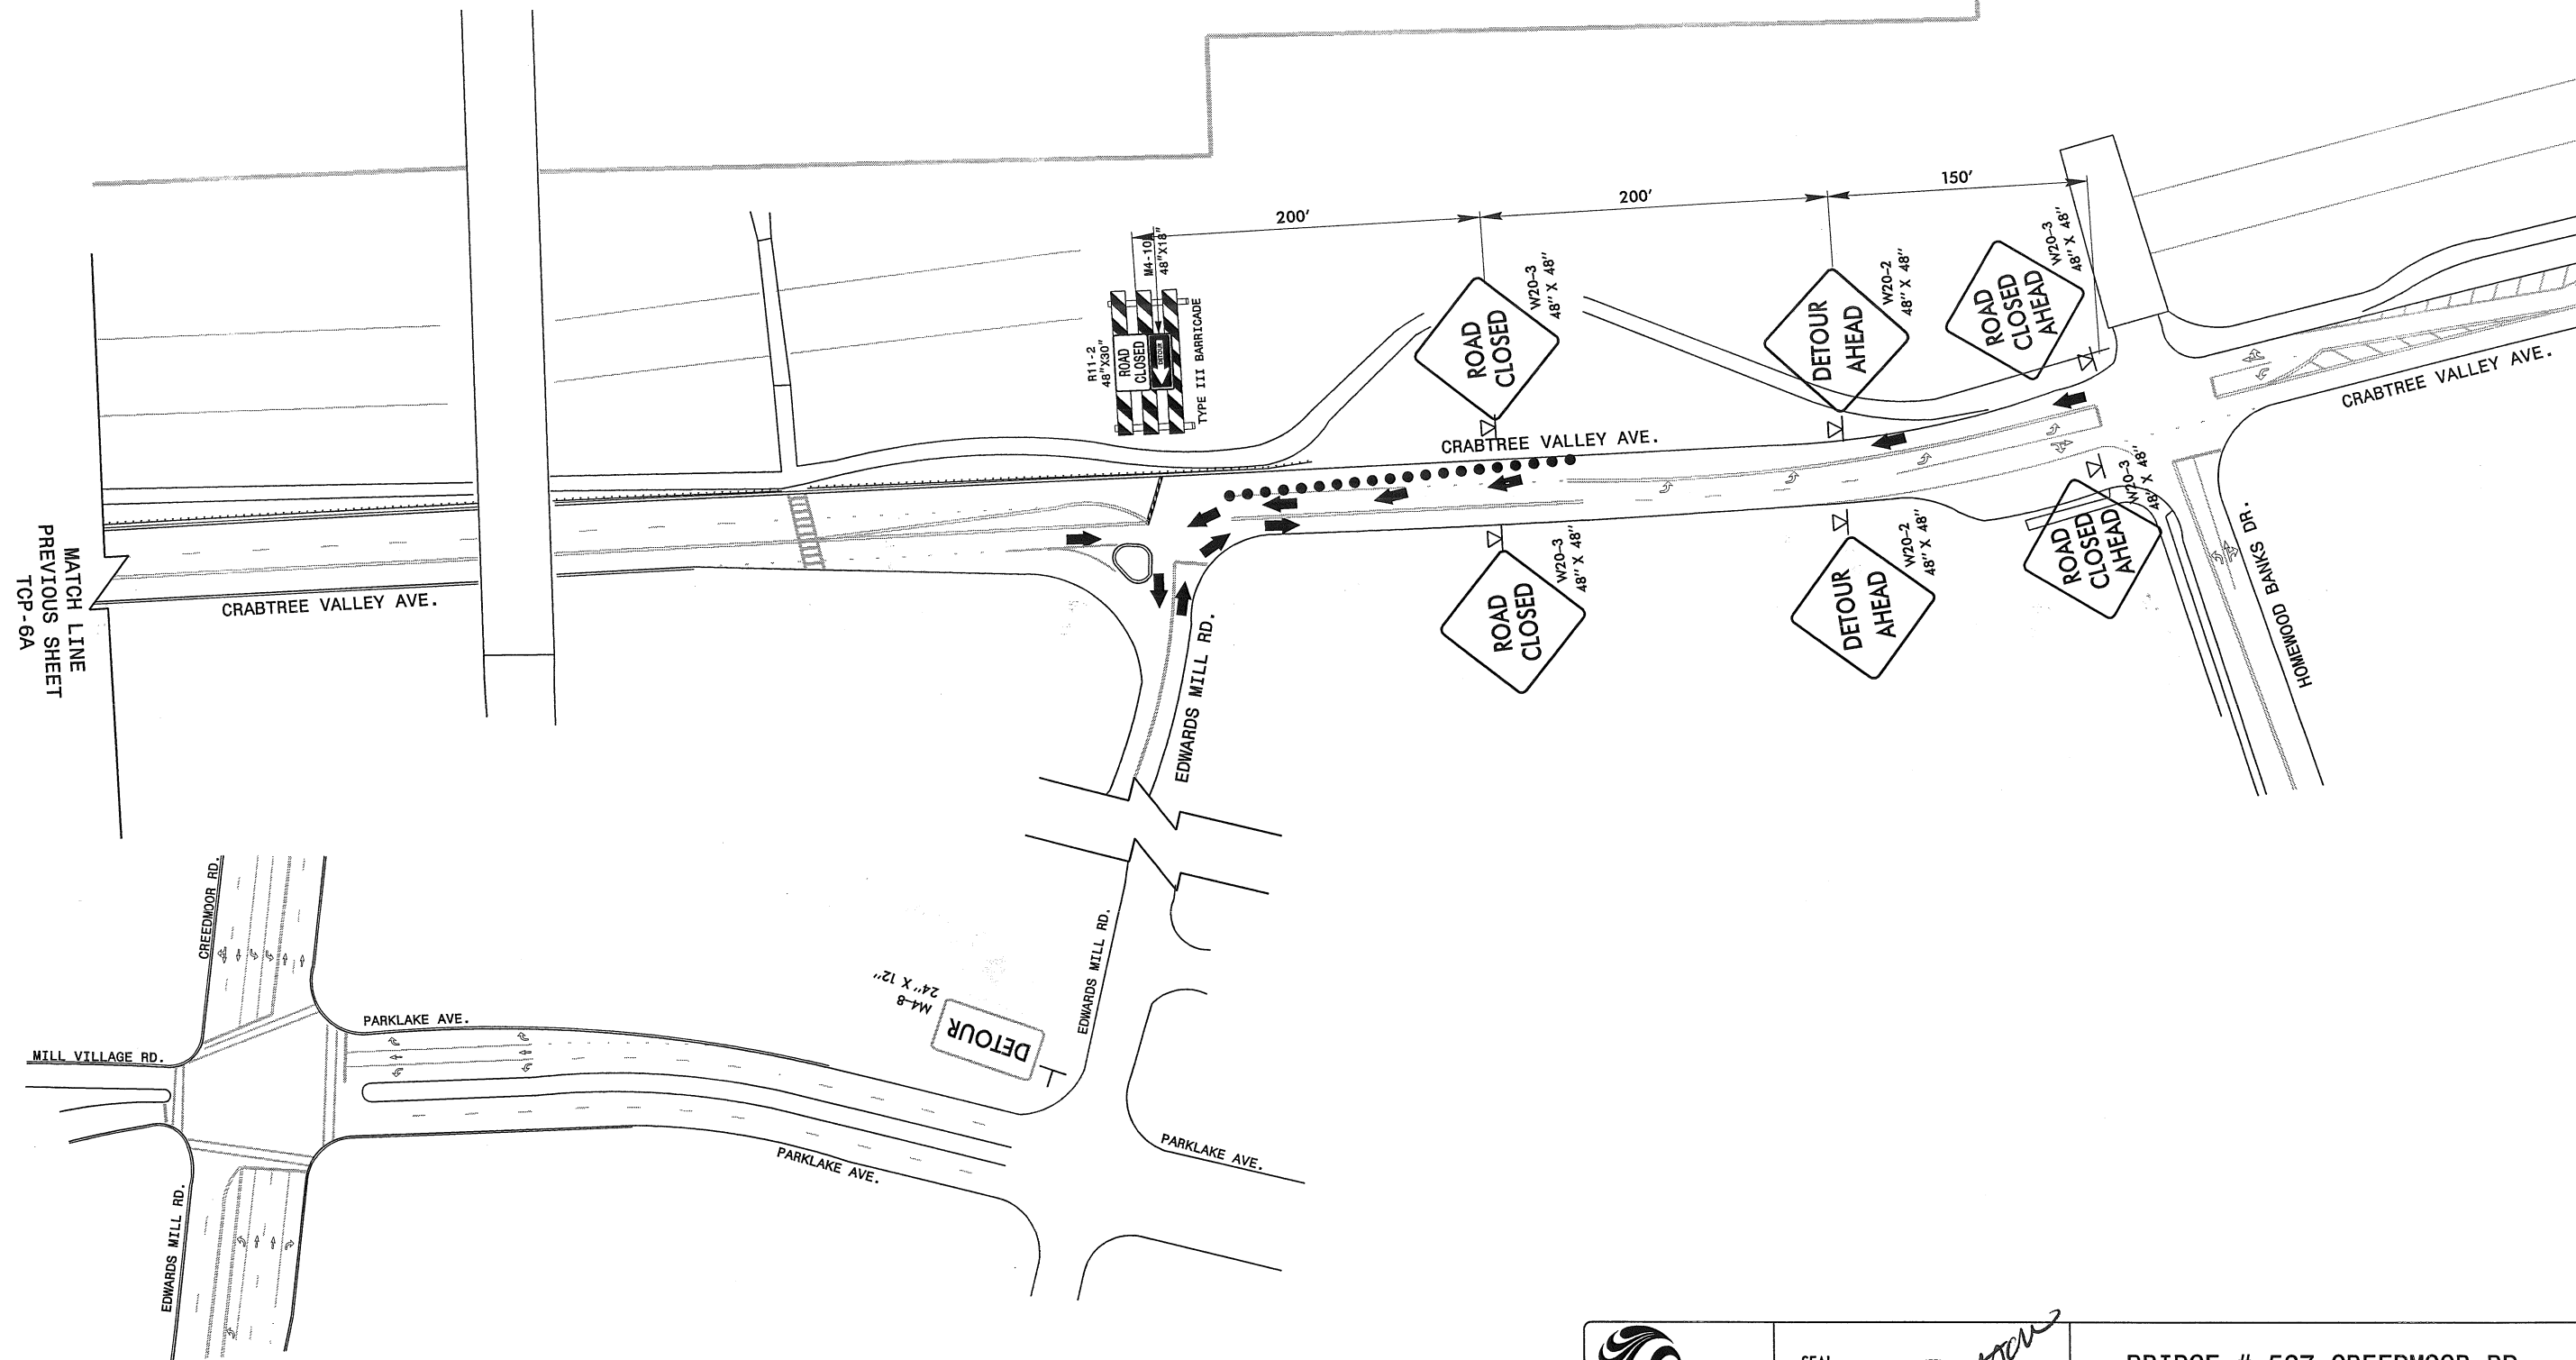 150'
200'
200'
M4-10
48"X18"
R11-2
48"X30"
ROAD
CLOSED
DETOUR
TYPE III BARRICADE
ROAD
CLOSED
W20-3
48" X 48"
DETOUR
AHEAD
W20-2
48" X 48"
ROAD
CLOSED
AHEAD
W20-3
48" X 48"
CRABTREE VALLEY AVE.
CRABTREE VALLEY AVE.
CRABTREE VALLEY AVE.
ROAD
CLOSED
W20-3
48" X 48"
DETOUR
AHEAD
W20-2
48" X 48"
ROAD
CLOSED
AHEAD
W20-3
48" X 48"
HOMEWOOD BANKS DR.
MATCH LINE
PREVIOUS SHEET
TCP-6A
EDWARDS MILL RD.
CREEDMOOR RD.
EDWARDS MILL RD.
M4-8
24" X 12"
DETOUR
PARKLAKE AVE.
MILL VILLAGE RD.
PARKLAKE AVE.
PARKLAKE AVE.
EDWARDS MILL RD.
SEAL
BRIDGE # 527 CREEDMOOR RD